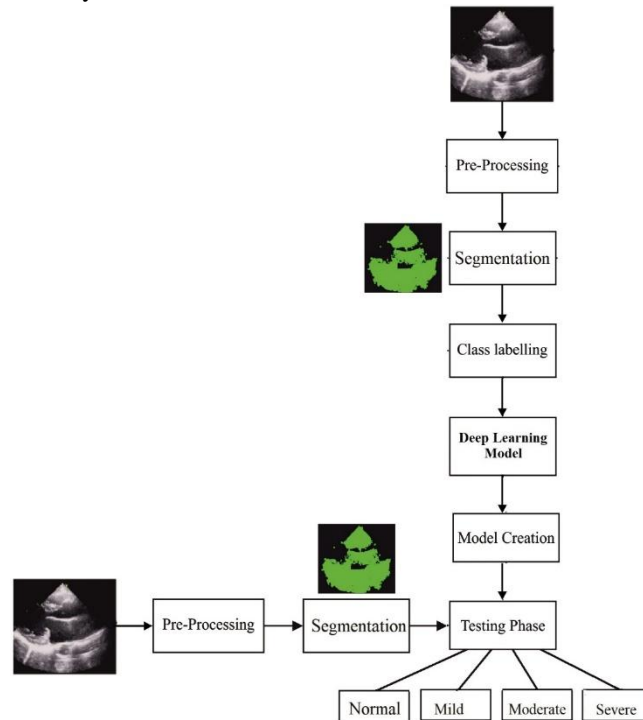 Pre-Processing
Segmentation
Class labelling
Deep Learning
Model
Model Creation
Pre-Processing
Segmentation
Testing Phase
Normal
Mild
Moderate
Severe